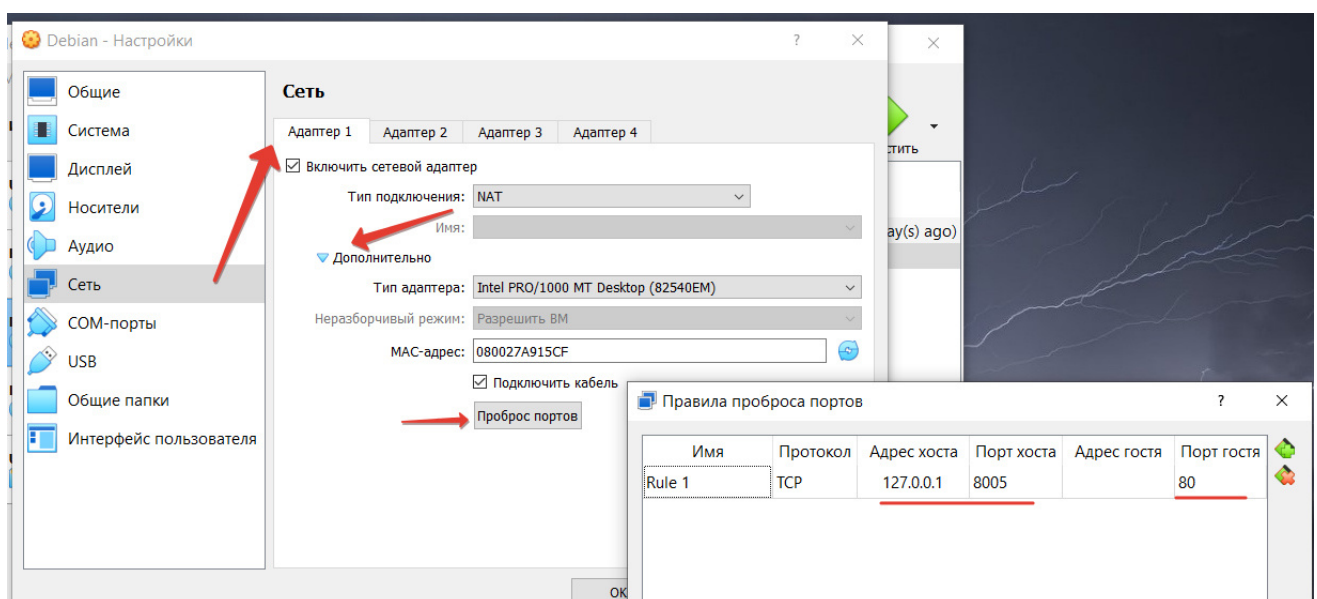 Debian - Настройки
?
Общие
Система
Дисплей
Носители
Аудио
Сеть
COM-порты
USB
Общие папки
Интерфейс пользователя
Сеть
Адаптер 1 Адаптер 2 Адаптер 3 Адаптер 4
Включить сетевой адаптер
Тип подключения: NAT
Имя:
Дополнительно
Тип адаптера: Intel PRO/1000 MT Desktop (82540EM)
Неразборчивый режим: Разрешить ВМ
MAC-адрес: 080027A915CF
Подключить кабель
Проброс портов
OK
стить
ay(s) ago)
Правила проброса портов ?
Имя Протокол Адрес хоста Порт хоста Адрес гостя Порт гостя
Rule 1 TCP 127.0.0.1 8005 80